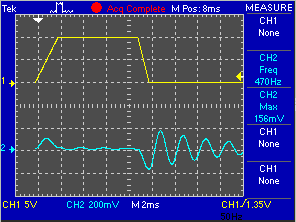 Tek Acq Complete M Pos: 8ms MEASURE
CH1
None
CH2
Freq
470Hz
CH2
Max
156mV
CH1
None
CH1
None
1
2
CH1 5V CH2 200mV M 2ms CH1/1.35V